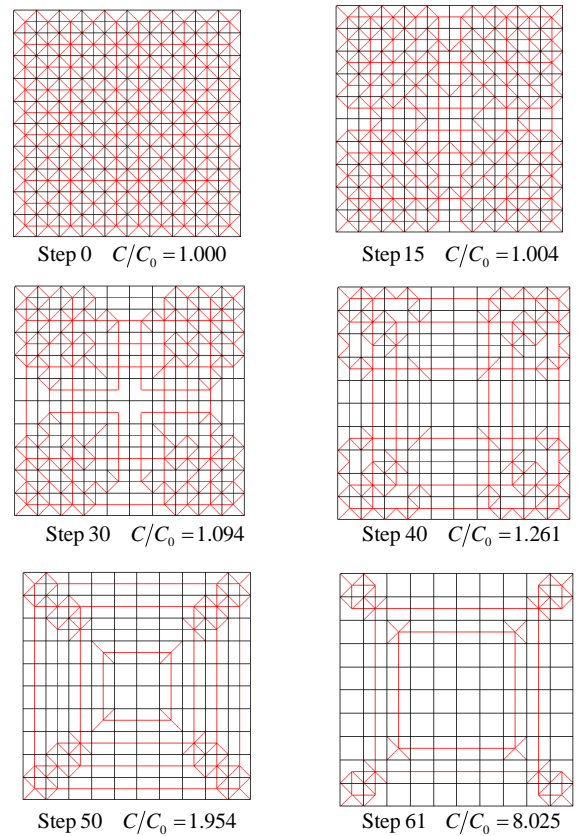 Step 0 C/C₀ = 1.000
Step 15 C/C₀ = 1.004
Step 30 C/C₀ = 1.094
Step 40 C/C₀ = 1.261
Step 50 C/C₀ = 1.954
Step 61 C/C₀ = 8.025